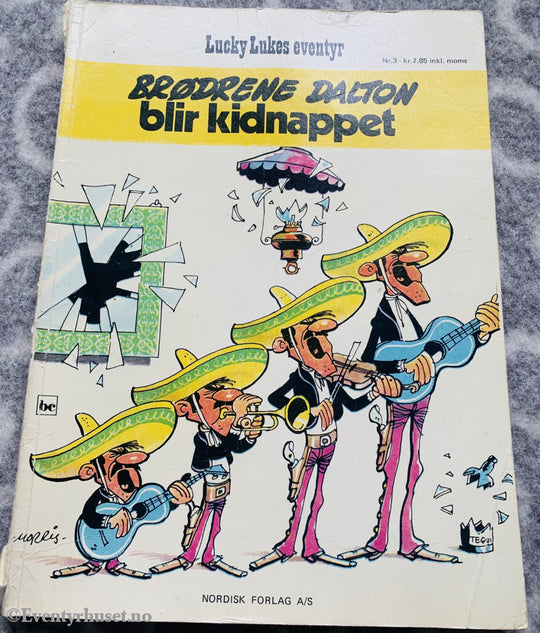 Lucky Lukes eventyr
Nr.3 - kr.7.85 inkl. moms
BRØDRENE DALTON
blir kidnappet
bc
MORRIS
TEQUI
NORDISK FORLAG A/S
©Eventyrhuset.no